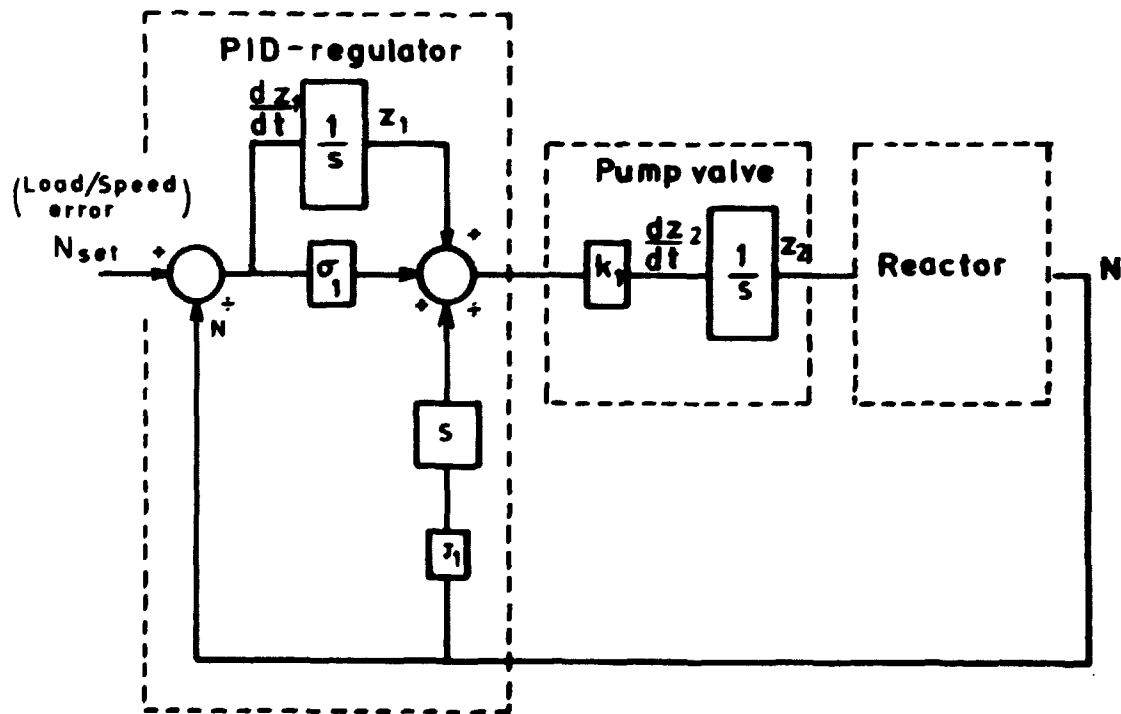 PID-regulator
dz1
dt
1
s
z1
(Load/Speed)
error
Nset
+
÷
N
σ1
+
+
÷
s
J1
Pump valve
k1
dz2
dt
1
s
z2
Reactor
N